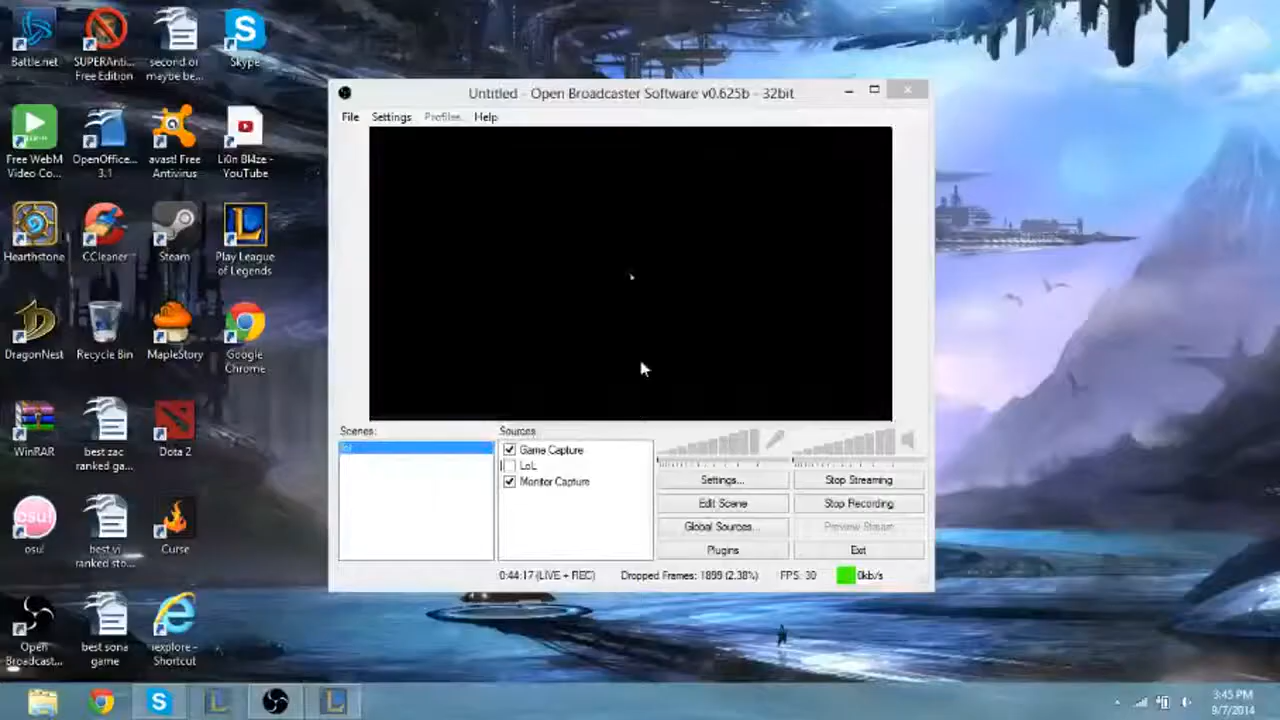 Battle.net
SUPERAnti...
Free Edition
second or
maybe be...
Skype
Free WebM
Video Co...
OpenOffice...
3.1
avast! Free
Antivirus
Li0n Bl4ze -
YouTube
Hearthstone
CCleaner
Steam
Play League
of Legends
DragonNest
Recycle Bin
MapleStory
Google
Chrome
WinRAR
best zac
ranked ga...
Dota 2
osu!
osu!
best vi
ranked sto...
Curse
Open
Broadcast...
best sona
game
iexplore -
Shortcut
Untitled - Open Broadcaster Software v0.625b - 32bit
File Settings Profiles Help
Scenes:
Sources
Game Capture
LoL
Monitor Capture
Settings...
Stop Streaming
Edit Scene
Stop Recording
Global Sources...
Preview Stream
Plugins
Exit
0:44:17 (LIVE + REC) Dropped Frames: 1899 (2.38%) FPS: 30 0kb/s
3:45 PM
9/7/2014